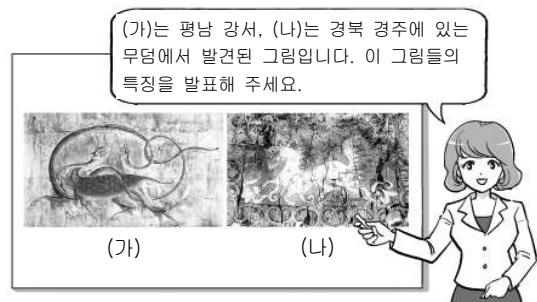 (가)는 평남 강서, (나)는 경북 경주에 있는
무덤에서 발견된 그림입니다. 이 그림들의
특징을 발표해 주세요.
(가)
(나)